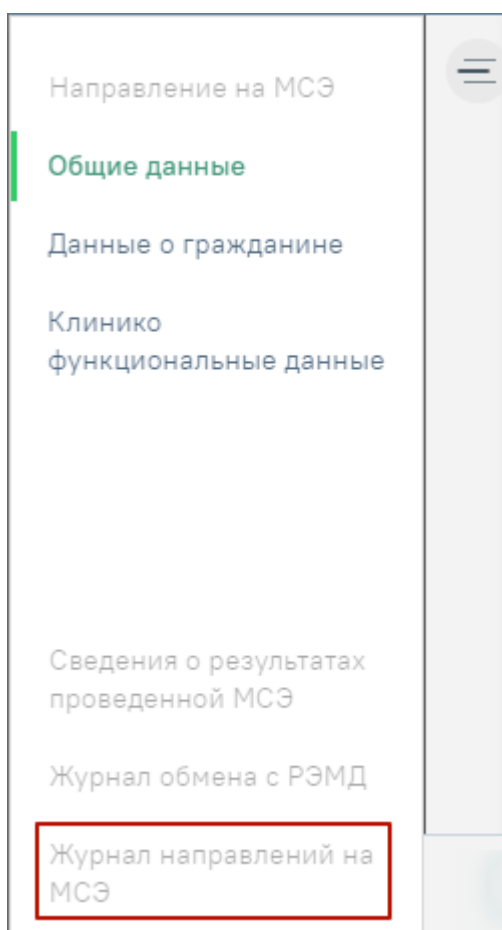 Направление на МСЭ
Общие данные
Данные о гражданине
Клинико
функциональные данные
Сведения о результатах
проведенной МСЭ
Журнал обмена с РЭМД
Журнал направлений на
МСЭ